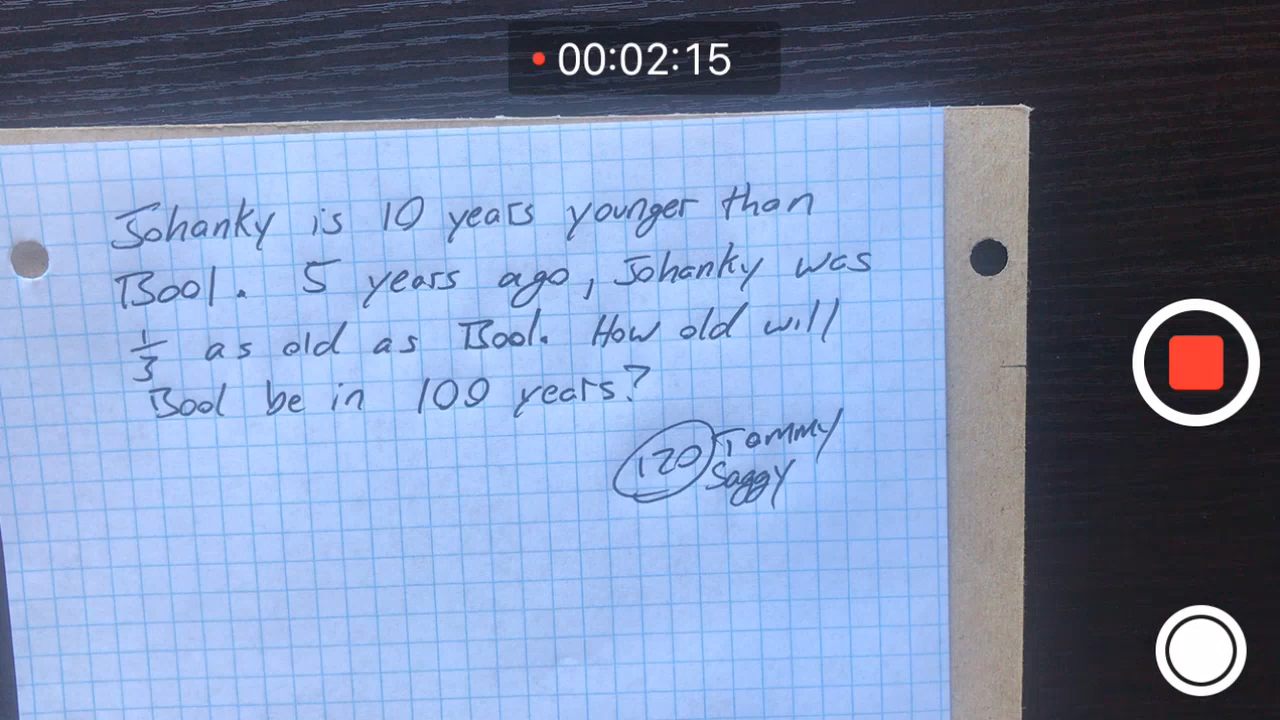 00:02:15
Johanky is 10 years younger than
Bool. 5 years ago, Johanky was
1/3 as old as Bool. How old will
Bool be in 100 years?
120 Tommy
Saggy